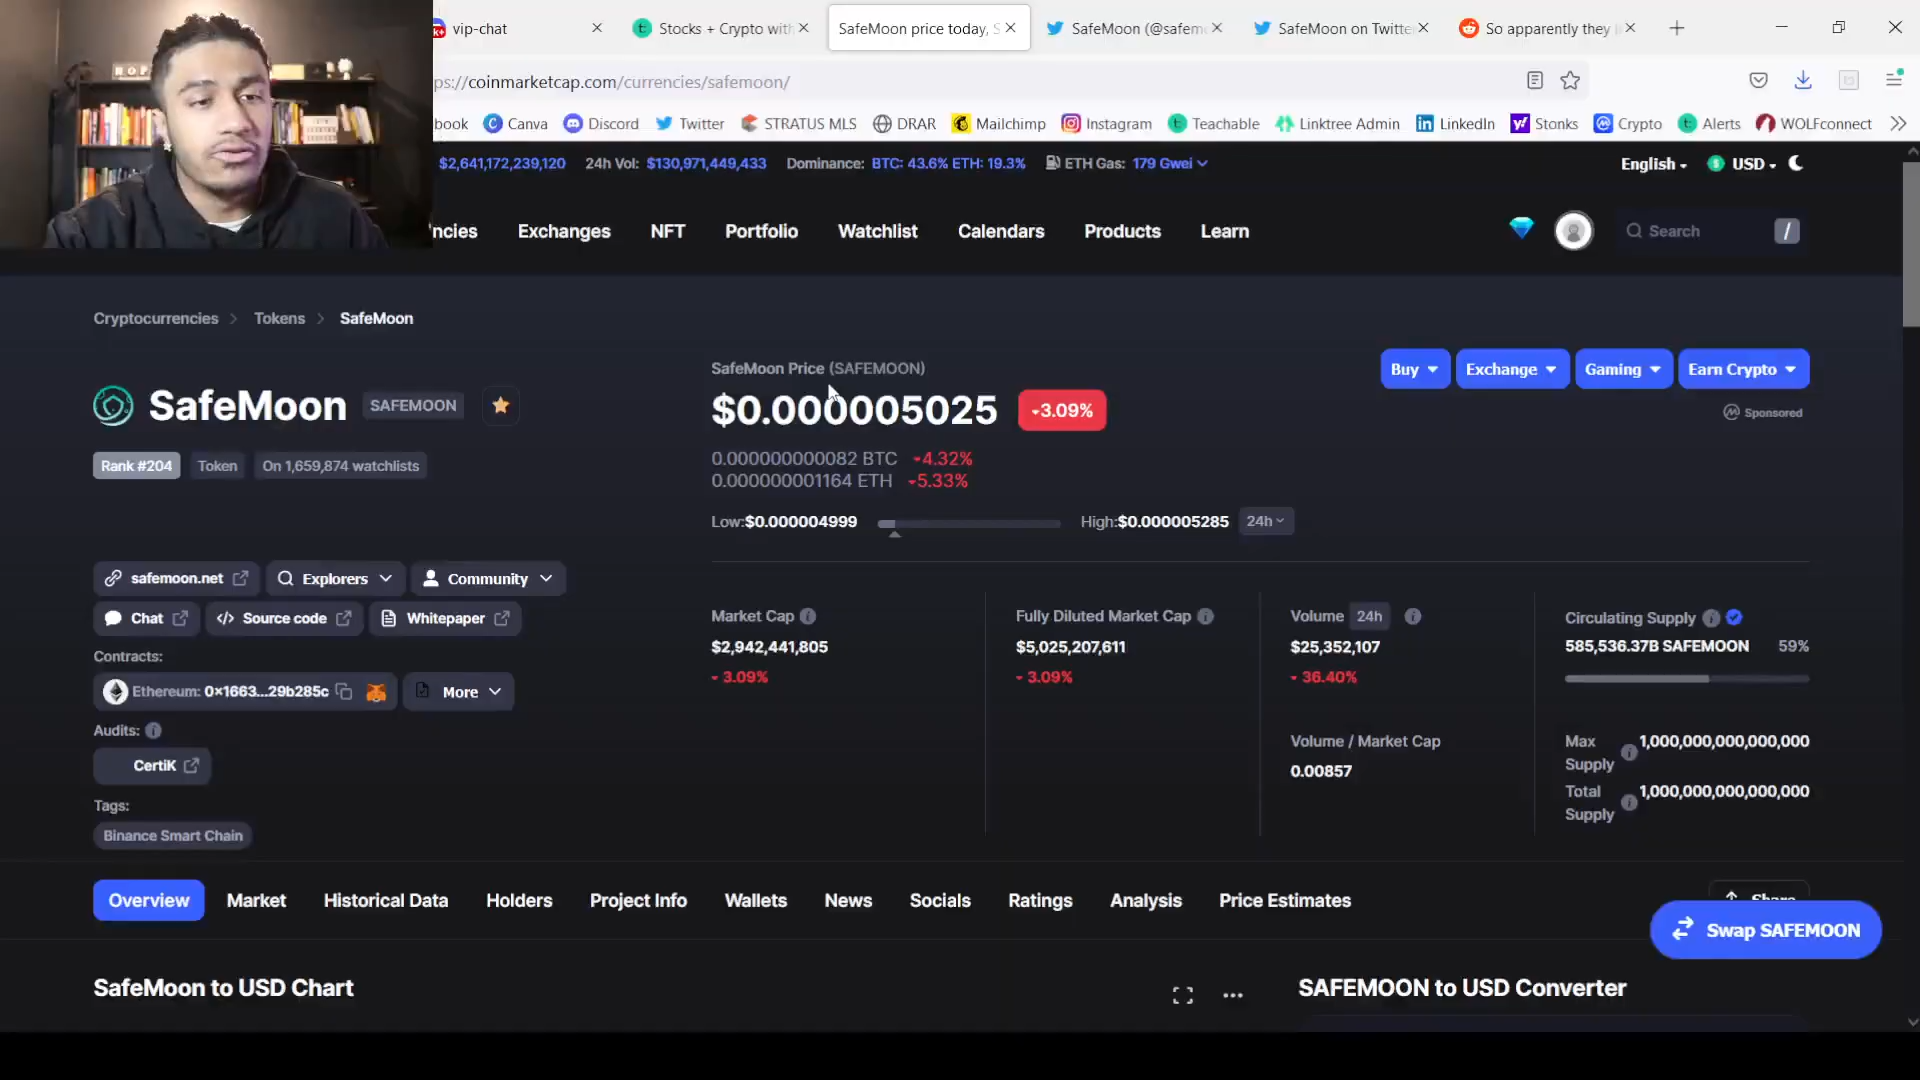 vip-chat
Stocks + Crypto with
SafeMoon price today, S
SafeMoon (@safem
SafeMoon on Twitte
So apparently they l
ps://coinmarketcap.com/currencies/safemoon/
book Canva Discord Twitter STRATUS MLS DRAR Mailchimp Instagram Teachable Linktree Admin LinkedIn Stonks Crypto Alerts WOLFconnect
$2,641,172,239,120 24h Vol: $130,971,449,433 Dominance: BTC: 43.6% ETH: 19.3% ETH Gas: 179 Gwei
English USD
ncies Exchanges NFT Portfolio Watchlist Calendars Products Learn
Search /
Cryptocurrencies > Tokens > SafeMoon
SafeMoon SAFEMOON
Rank #204 Token On 1,659,874 watchlists
SafeMoon Price (SAFEMOON)
$0.000005025 3.09%
0.000000000082 BTC 4.32%
0.000000001164 ETH 5.33%
Low:$0.000004999 High:$0.000005285 24h
Buy Exchange Gaming Earn Crypto
Sponsored
safemoon.net Explorers Community
Chat Source code Whitepaper
Contracts:
Ethereum: 0x1663...29b285c More
Audits:
CertiK
Tags:
Binance Smart Chain
Market Cap
$2,942,441,805
3.09%
Fully Diluted Market Cap
$5,025,207,611
3.09%
Volume 24h
$25,352,107
36.40%
Volume / Market Cap
0.00857
Circulating Supply
585,536.37B SAFEMOON 59%
Max Supply 1,000,000,000,000,000
Total Supply 1,000,000,000,000,000
Overview Market Historical Data Holders Project Info Wallets News Socials Ratings Analysis Price Estimates
Share
Swap SAFEMOON
SafeMoon to USD Chart
SAFEMOON to USD Converter